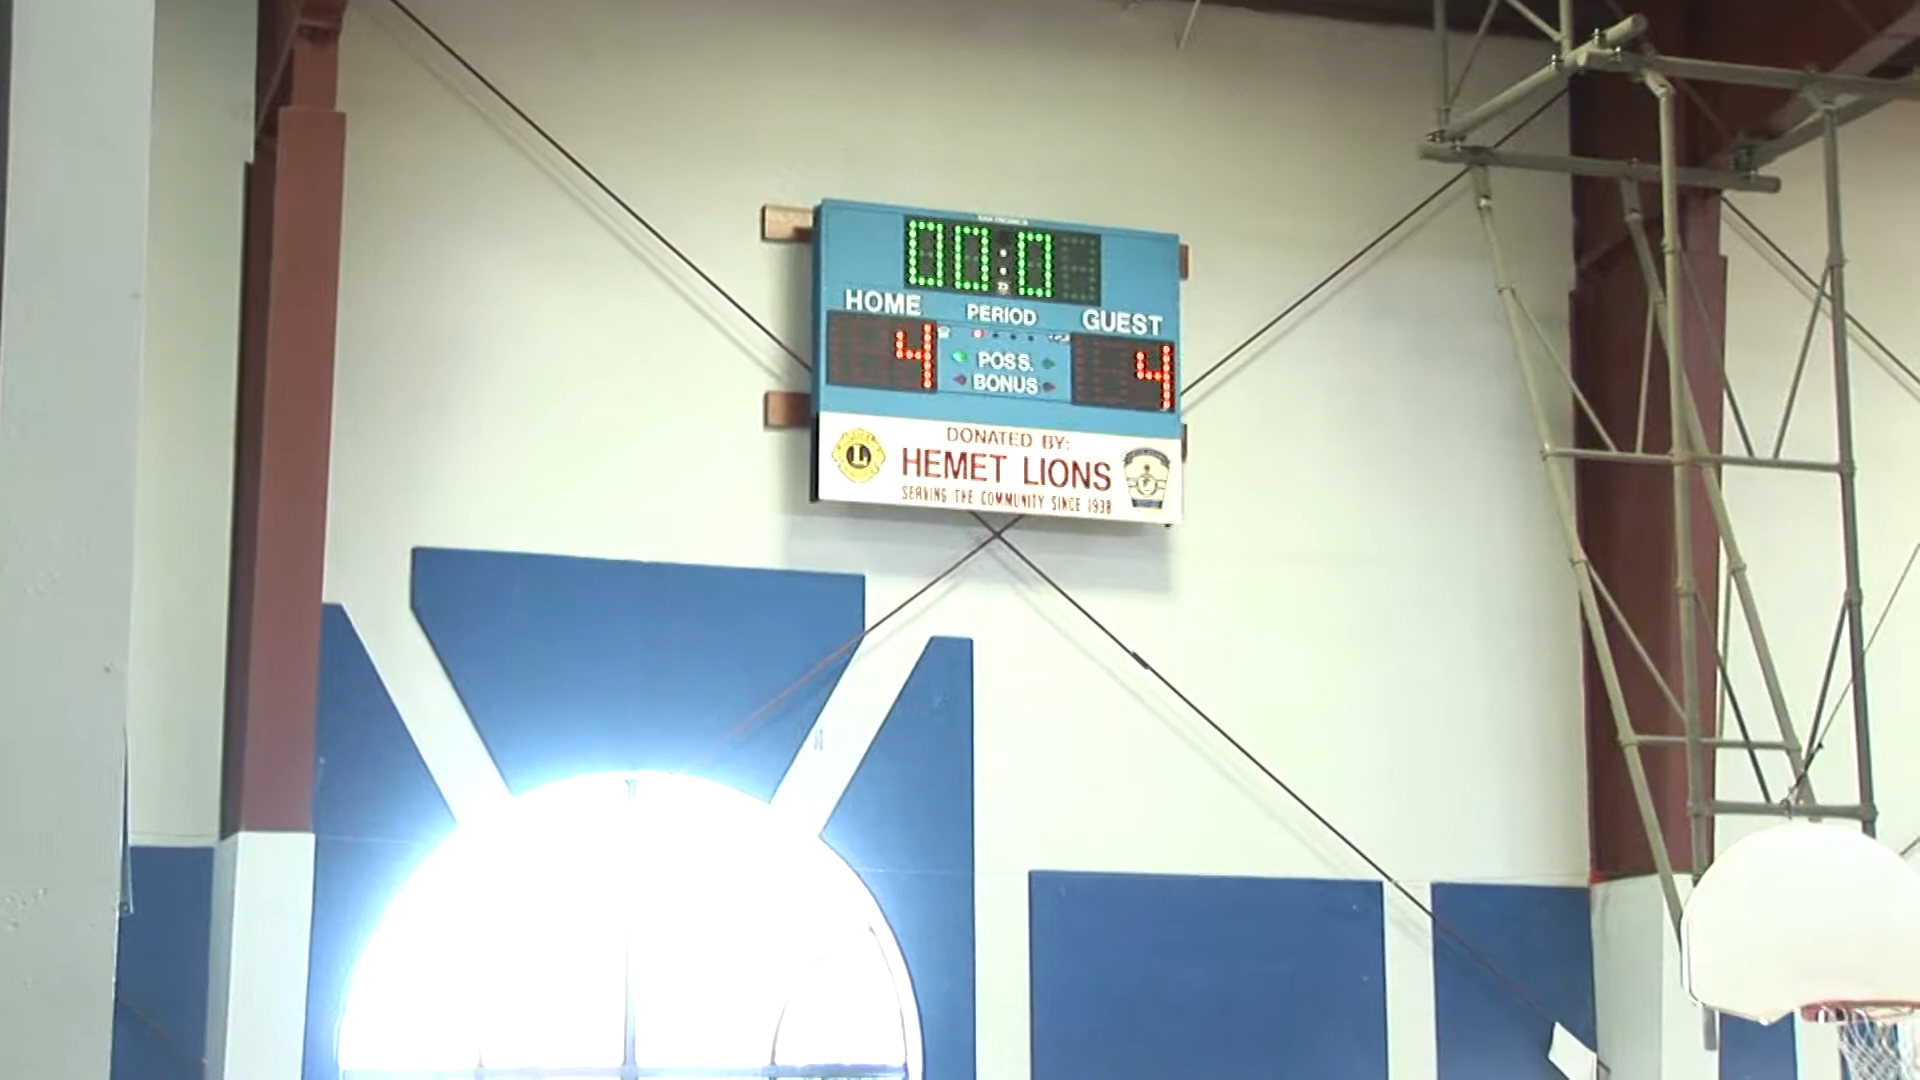 00:0
HOME PERIOD GUEST
4 4
POSS.
BONUS
DONATED BY:
L
HEMET LIONS
SERVING THE COMMUNITY SINCE 1938